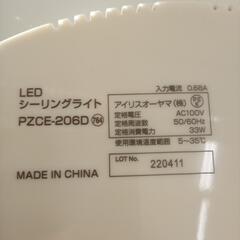 入力電流 0.68A
LED
シーリングライト
PZCE-206D
アイリスオーヤマ(株)
定格電圧 AC100V
定格周波数 50/60Hz
定格消費電力 33W
使用環境温度範囲 5~35℃
LOT No.
220411
MADE IN CHINA